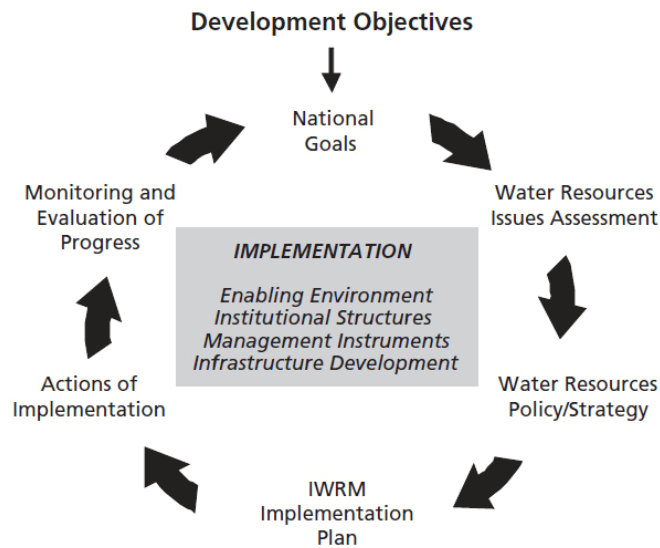 Development Objectives
National
Goals
Water Resources
Issues Assessment
Water Resources
Policy/Strategy
IWRM
Implementation
Plan
Actions of
Implementation
Monitoring and
Evaluation of
Progress
IMPLEMENTATION
Enabling Environment
Institutional Structures
Management Instruments
Infrastructure Development